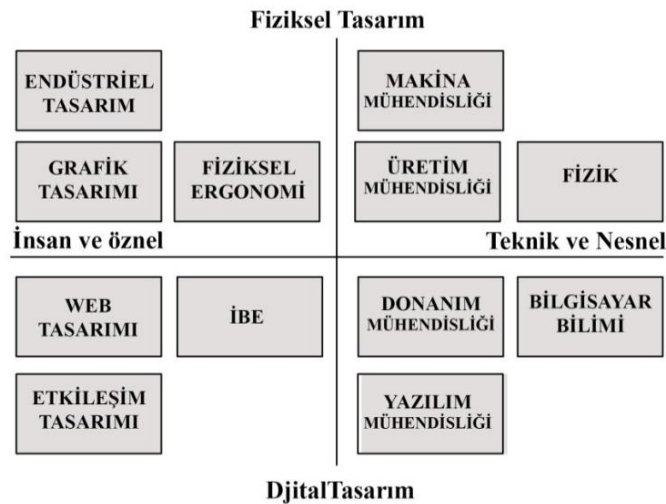 Fiziksel Tasarım
ENDÜSTRİEL
TASARIM
MAKİNA
MÜHENDİSLİĞİ
GRAFİK
TASARIMI
FİZİKSEL
ERGONOMİ
ÜRETİM
MÜHENDİSLİĞİ
FİZİK
İnsan ve öznel
Teknik ve Nesnel
WEB
TASARIMI
İBE
DONANIM
MÜHENDİSLİĞİ
BİLGİSAYAR
BİLİMİ
ETKİLEŞİM
TASARIMI
YAZILIM
MÜHENDİSLİĞİ
DjitalTasarım